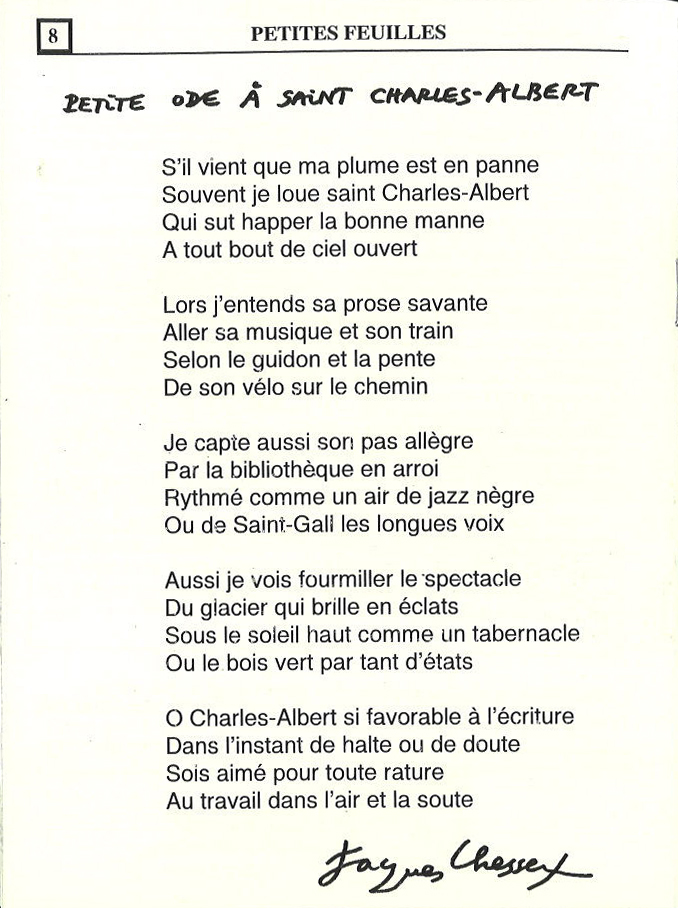 8
PETITES FEUILLES
PETITE ODE À SAINT CHARLES-ALBERT
S'il vient que ma plume est en panne
Souvent je loue saint Charles-Albert
Qui sut happer la bonne manne
A tout bout de ciel ouvert
Lors j'entends sa prose savante
Aller sa musique et son train
Selon le guidon et la pente
De son vélo sur le chemin
Je capte aussi son pas allègre
Par la bibliothèque en arroi
Rythmé comme un air de jazz nègre
Ou de Saint-Gall les longues voix
Aussi je vois fourmiller le spectacle
Du glacier qui brille en éclats
Sous le soleil haut comme un tabernacle
Ou le bois vert par tant d'états
O Charles-Albert si favorable à l'écriture
Dans l'instant de halte ou de doute
Sois aimé pour toute rature
Au travail dans l'air et la soute
Jacques Chessex